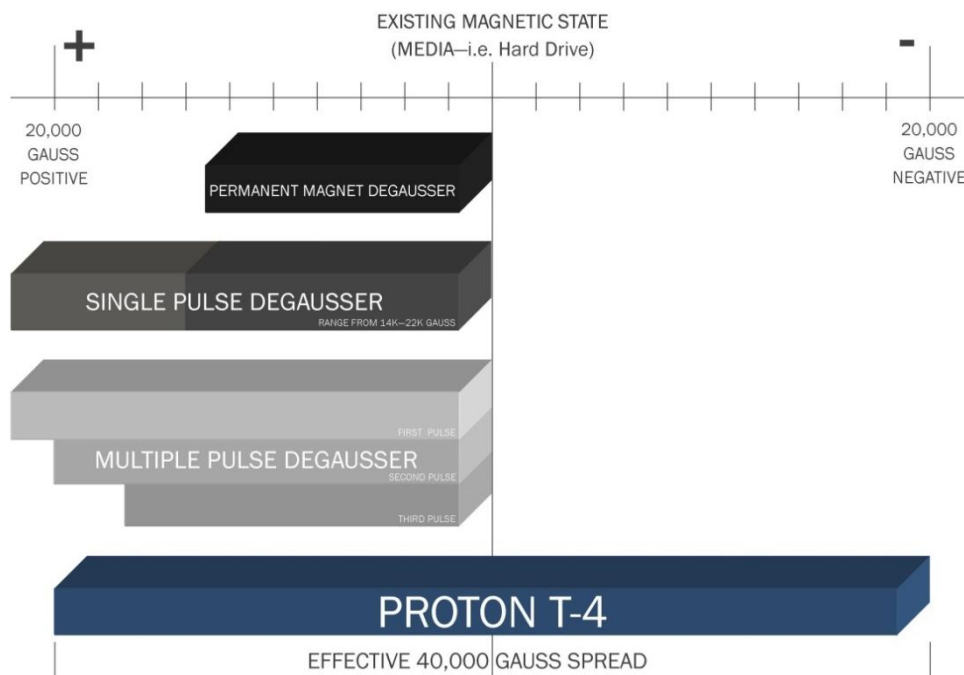 EXISTING MAGNETIC STATE
(MEDIA—i.e. Hard Drive)
+
-
20,000
GAUSS
POSITIVE
20,000
GAUSS
NEGATIVE
PERMANENT MAGNET DEGAUSSER
SINGLE PULSE DEGAUSSER
RANGE FROM 14K—22K GAUSS
FIRST PULSE
MULTIPLE PULSE DEGAUSSER
SECOND PULSE
THIRD PULSE
PROTON T-4
EFFECTIVE 40,000 GAUSS SPREAD